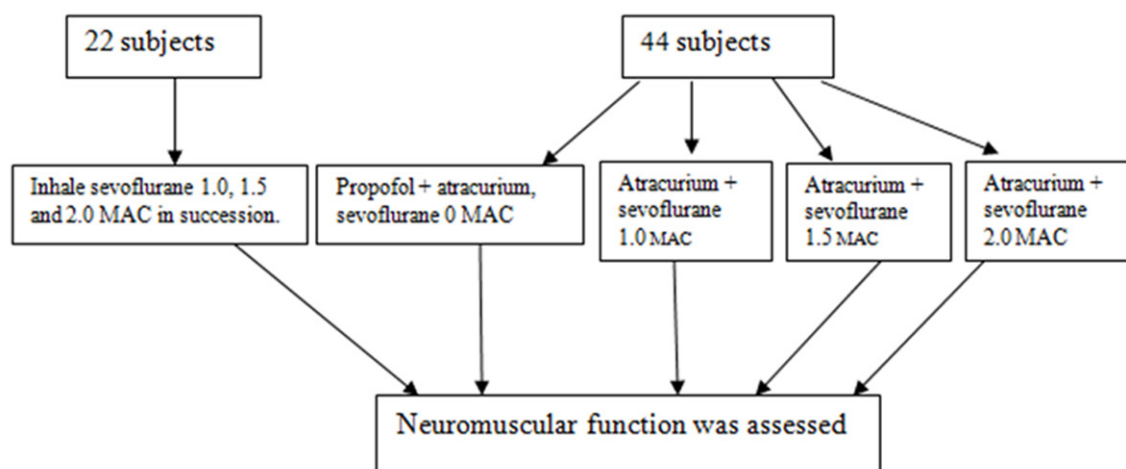 22 subjects
44 subjects
Inhale sevoflurane 1.0, 1.5
and 2.0 MAC in succession.
Propofol + atracurium,
sevoflurane 0 MAC
Atracurium +
sevoflurane
1.0 MAC
Atracurium +
sevoflurane
1.5 MAC
Atracurium +
sevoflurane
2.0 MAC
Neuromuscular function was assessed